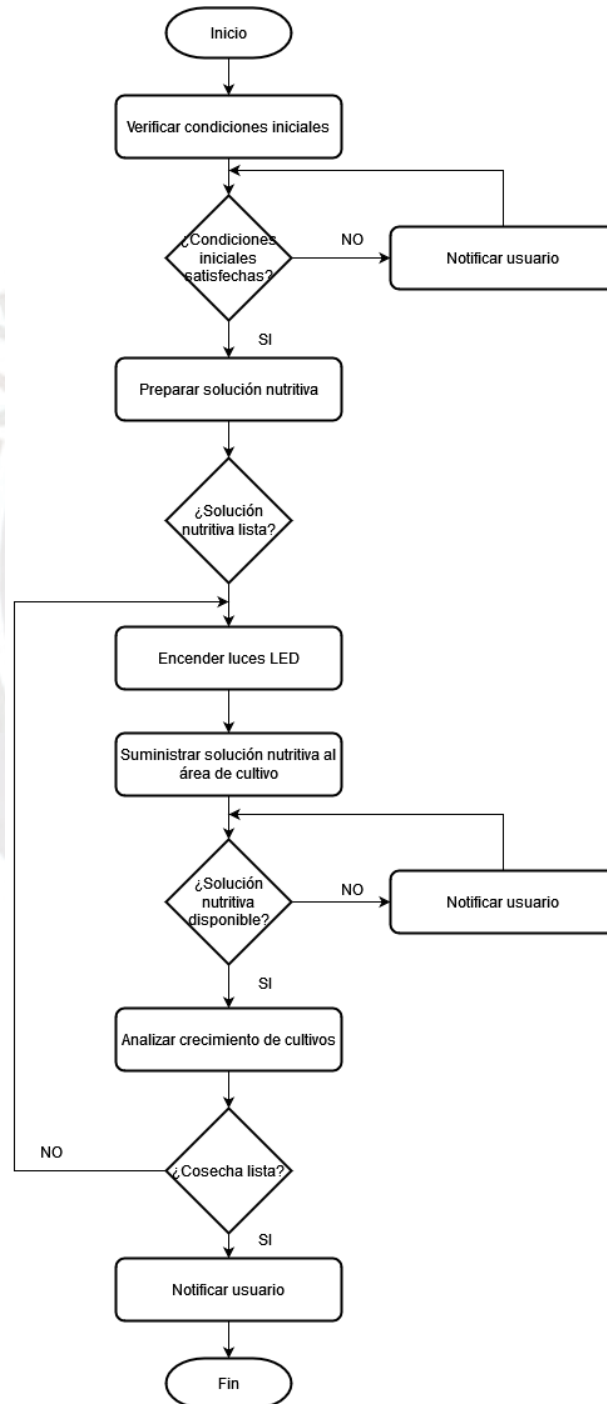 Inicio
Verificar condiciones iniciales
¿Condiciones
iniciales
satisfechas?
NO
Notificar usuario
SI
Preparar solución nutritiva
¿Solución
nutritiva lista?
Encender luces LED
Suministrar solución nutritiva al
área de cultivo
¿Solución
nutritiva
disponible?
NO
Notificar usuario
SI
Analizar crecimiento de cultivos
NO
¿Cosecha lista?
SI
Notificar usuario
Fin